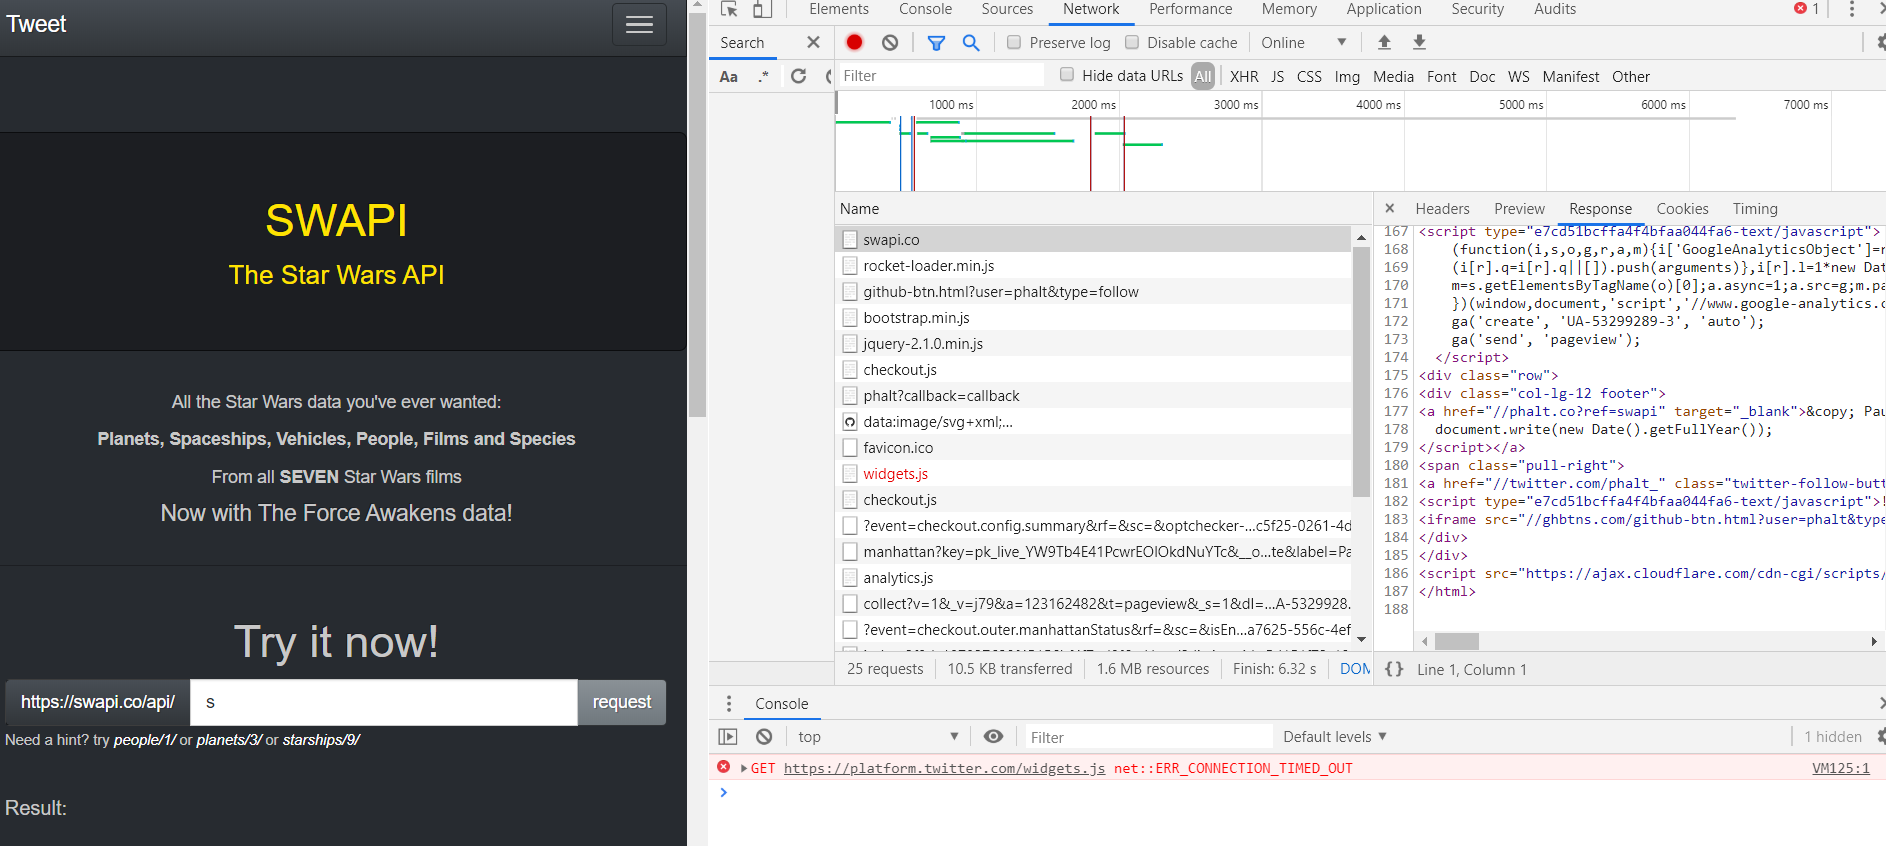 Tweet
SWAPI
The Star Wars API
All the Star Wars data you've ever wanted:
Planets, Spaceships, Vehicles, People, Films and Species
From all SEVEN Star Wars films
Now with The Force Awakens data!
Try it now!
https://swapi.co/api/ s request
Need a hint? try people/1/ or planets/3/ or starships/9/
Result:
Elements Console Sources Network Performance Memory Application Security Audits 1
Search
Preserve log Disable cache Online
Aa .*
Filter Hide data URLs All XHR JS CSS Img Media Font Doc WS Manifest Other
1000 ms 2000 ms 3000 ms 4000 ms 5000 ms 6000 ms 7000 ms
Name
swapi.co
rocket-loader.min.js
github-btn.html?user=phalt&type=follow
bootstrap.min.js
jquery-2.1.0.min.js
checkout.js
phalt?callback=callback
data:image/svg+xml;...
favicon.ico
widgets.js
checkout.js
?event=checkout.config.summary&rf=&sc=&optchecker-...c5f25-0261-4d
manhattan?key=pk_live_YW9Tb4E41PcwrEOlOkdNuYTc&__o...te&label=Pa
analytics.js
collect?v=1&_v=j79&a=123162482&t=pageview&_s=1&dl=...A-5329928.
?event=checkout.outer.manhattanStatus&rf=&sc=&isEn...a7625-556c-4ef
25 requests 10.5 KB transferred 1.6 MB resources Finish: 6.32 s DOM
Headers Preview Response Cookies Timing
167 <script type="e7cd51bcffa4f4bfaa044fa6-text/javascript">
168 (function(i,s,o,g,r,a,m){i['GoogleAnalyticsObject']=r
169 (i[r].q=i[r].q||[]).push(arguments)},i[r].l=1*new Dat
170 m=s.getElementsByTagName(o)[0];a.async=1;a.src=g;m.pa
171 })(window,document,'script','//www.google-analytics.c
172 ga('create', 'UA-53299289-3', 'auto');
173 ga('send', 'pageview');
174 </script>
175 <div class="row">
176 <div class="col-lg-12 footer">
177 <a href="//phalt.co?ref=swapi" target="_blank">&copy; Pau
178 document.write(new Date().getFullYear());
179 </script></a>
180 <span class="pull-right">
181 <a href="//twitter.com/phalt_" class="twitter-follow-butt
182 <script type="e7cd51bcffa4f4bfaa044fa6-text/javascript">!
183 <iframe src="//ghbtns.com/github-btn.html?user=phalt&type
184 </div>
185 </div>
186 <script src="https://ajax.cloudflare.com/cdn-cgi/scripts/
187 </html>
188
{} Line 1, Column 1
Console
top Filter Default levels 1 hidden
GET https://platform.twitter.com/widgets.js net::ERR_CONNECTION_TIMED_OUT VM125:1